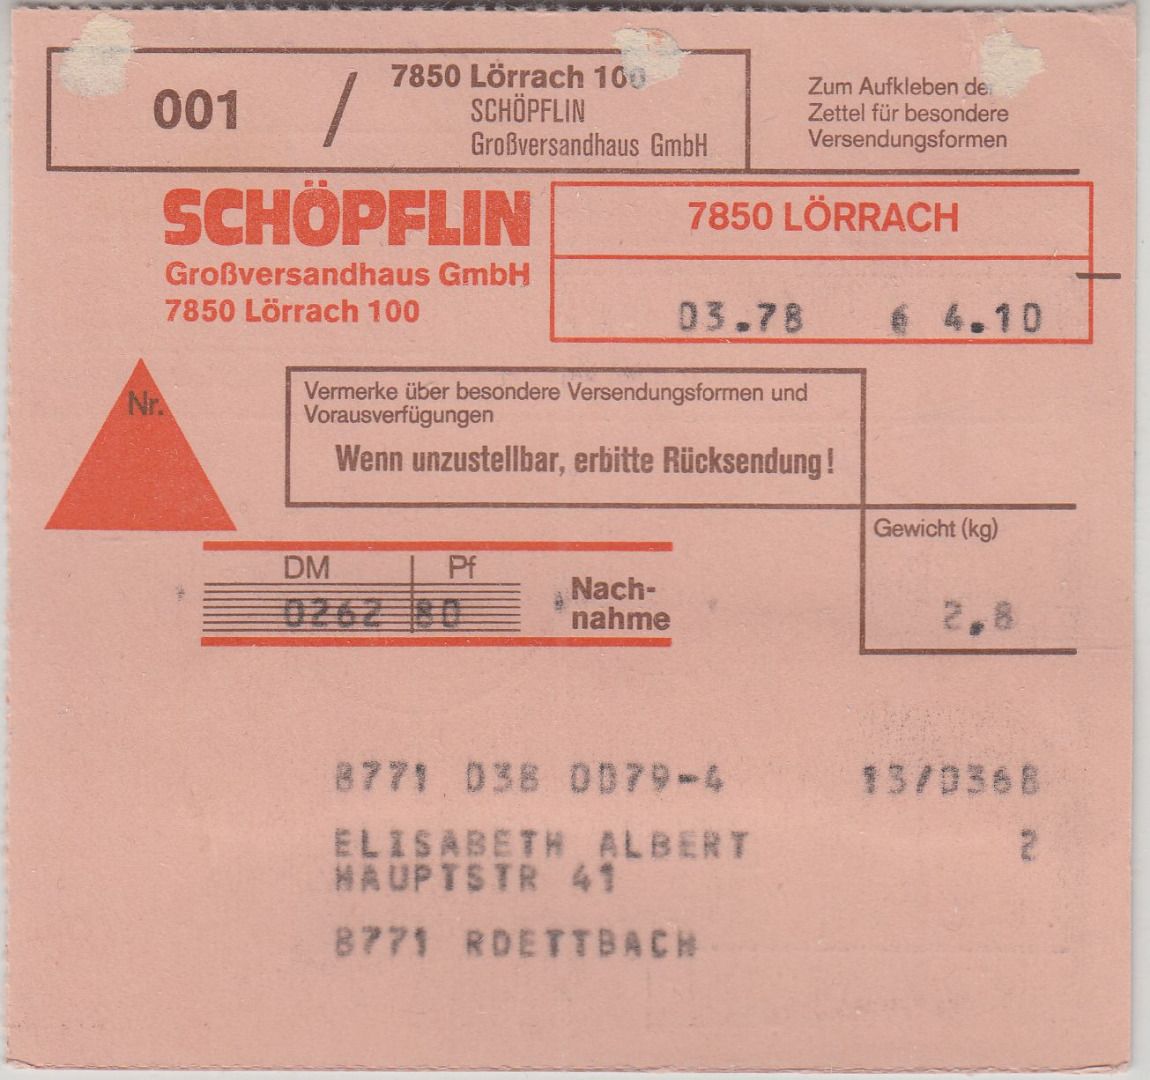 001 / 7850 Lörrach 100
SCHÖPFLIN
Großversandhaus GmbH
Zum Aufkleben der
Zettel für besondere
Versendungsformen
SCHÖPFLIN
Großversandhaus GmbH
7850 Lörrach 100
7850 LÖRRACH
03.78 4.10
Nr.
Vermerke über besondere Versendungsformen und
Vorausverfügungen
Wenn unzustellbar, erbitte Rücksendung!
Gewicht (kg)
2,8
DM Pf
0262 80
Nach-
nahme
8771 038 0079-4 13/0368
ELISABETH ALBERT 2
HAUPTSTR 41
8771 ROETTBACH